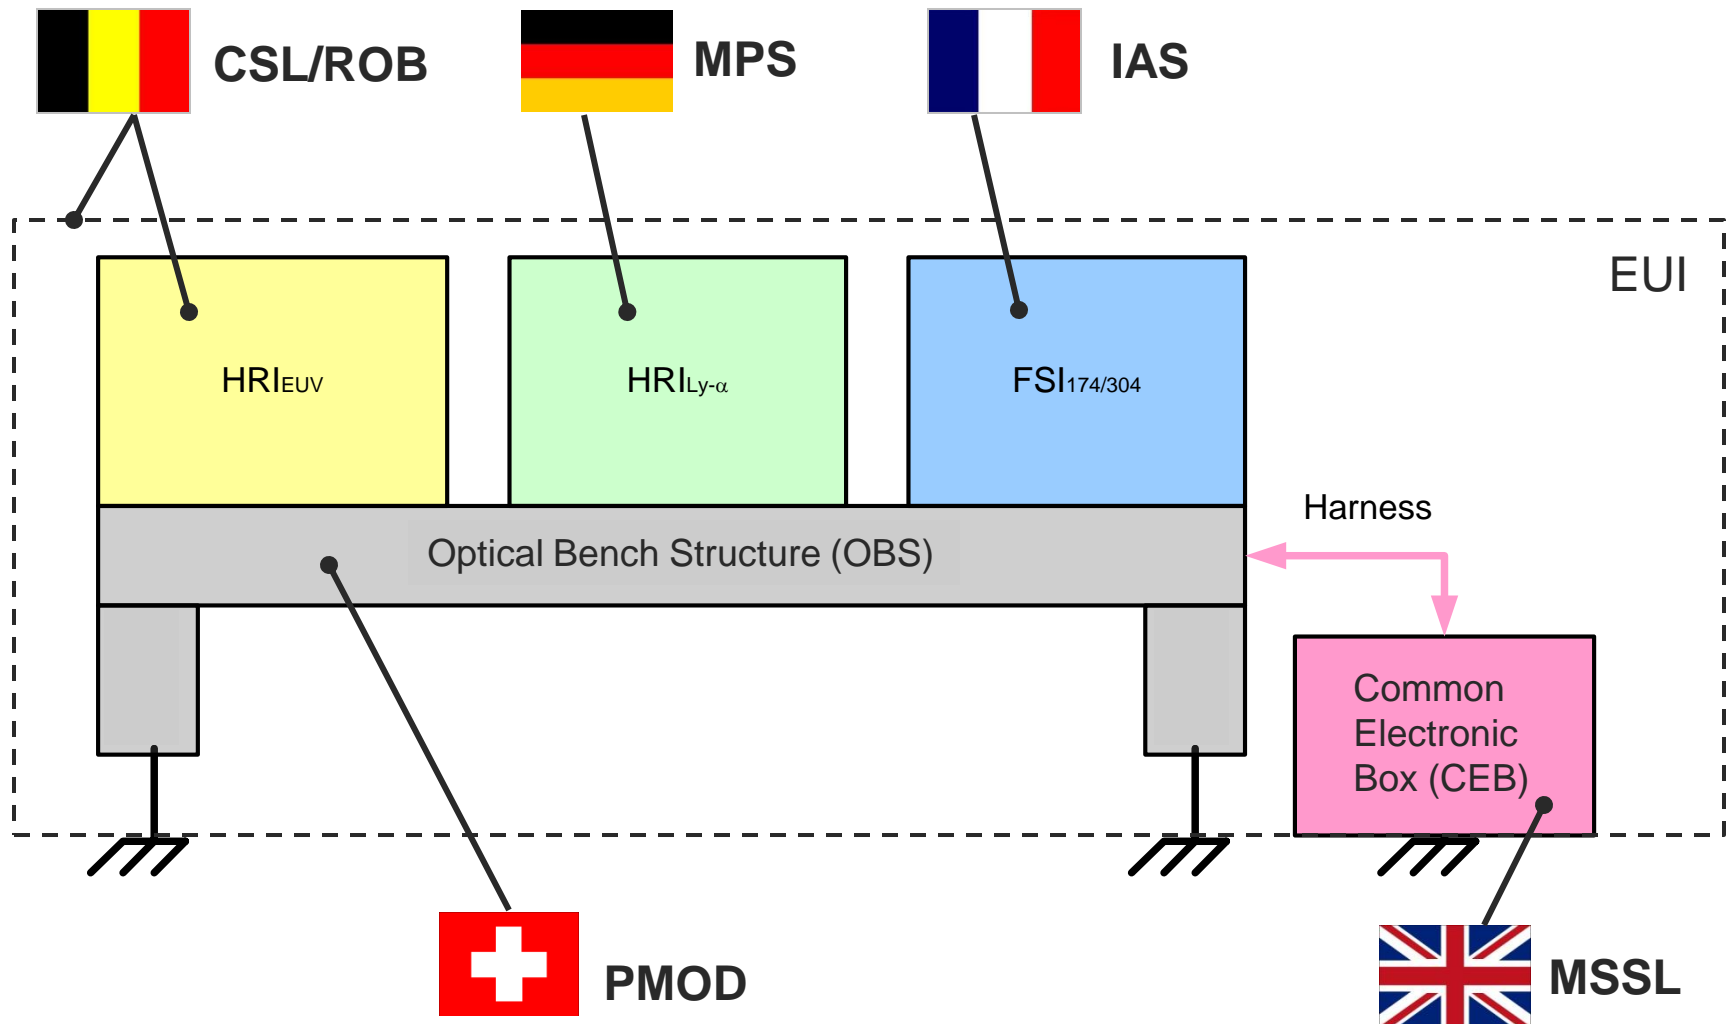 CSL/ROB
MPS
IAS
EUI
HRIEUV
HRILy-α
FSI174/304
Harness
Optical Bench Structure (OBS)
Common
Electronic
Box (CEB)
PMOD
MSSL